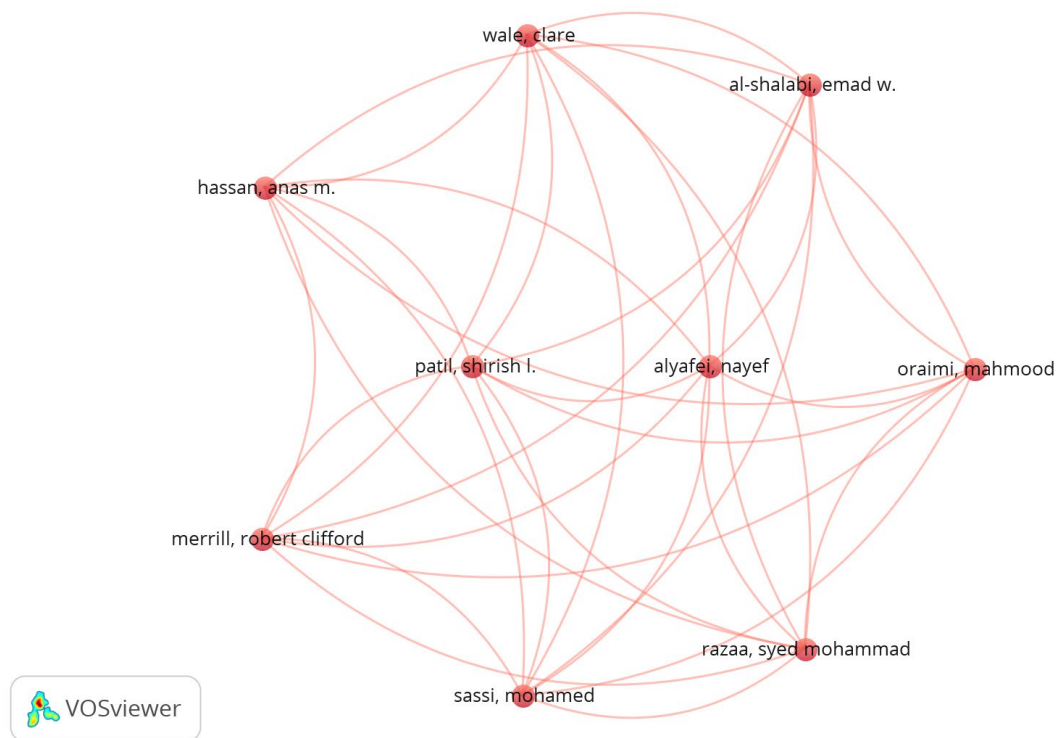 wale, clare
al-shalabi, emad w.
hassan, anas m.
patil, shirish l.
alyafei, nayef
oraimi, mahmood
merrill, robert clifford
razaa, syed mohammad
sassi, mohamed
VOSviewer